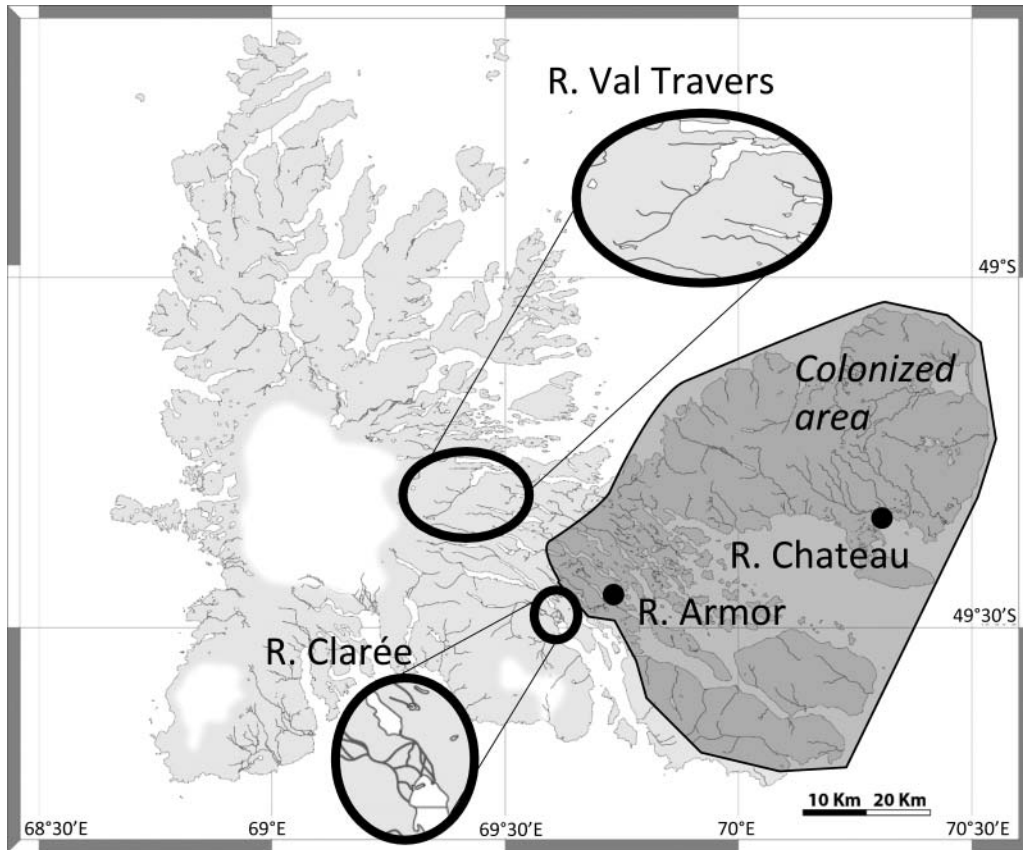 R. Val Travers
49°S
Colonized
area
R. Chateau
R. Armor
49°30'S
R. Clarée
10 Km 20 Km
68°30'E
69°E
69°30'E
70°E
70°30'E